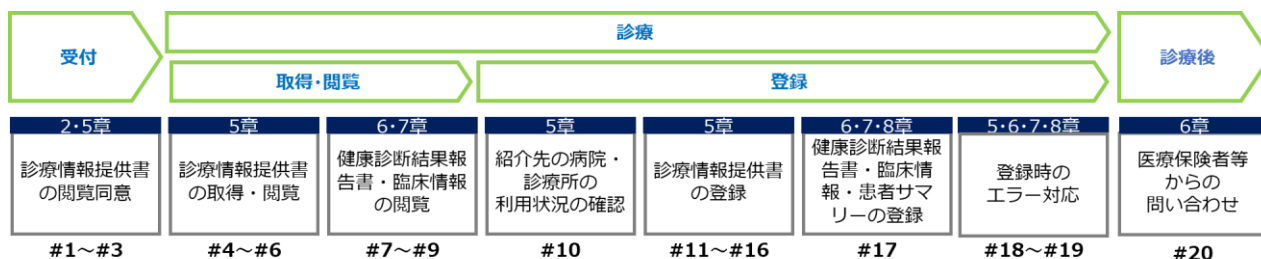 受付
診療
診療後
取得・閲覧
登録
2・5章
診療情報提供書
の閲覧同意
#1～#3
5章
診療情報提供書
の取得・閲覧
#4～#6
6・7章
健康診断結果報
告書・臨床情報
の閲覧
#7～#9
5章
紹介先の病院・
診療所の
利用状況の確認
#10
5章
診療情報提供書
の登録
#11～#16
6・7・8章
健康診断結果報
告書・臨床情
報・患者サマ
リーの登録
#17
5・6・7・8章
登録時の
エラー対応
#18～#19
6章
医療保険者等
からの
問い合わせ
#20